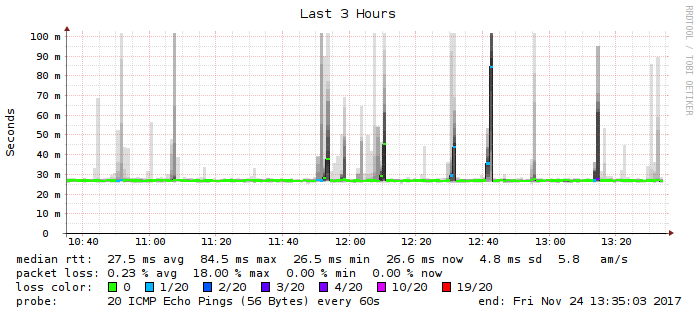 Last 3 Hours
RRDTOOL / TOBI OETIKER
Seconds
100 m
90 m
80 m
70 m
60 m
50 m
40 m
30 m
20 m
10 m
0
10:40 11:00 11:20 11:40 12:00 12:20 12:40 13:00 13:20
median rtt: 27.5 ms avg 84.5 ms max 26.5 ms min 26.6 ms now 4.8 ms sd 5.8 am/s
packet loss: 0.23 % avg 18.00 % max 0.00 % min 0.00 % now
loss color: 0 1/20 2/20 3/20 4/20 10/20 19/20
probe: 20 ICMP Echo Pings (56 Bytes) every 60s end: Fri Nov 24 13:35:03 2017